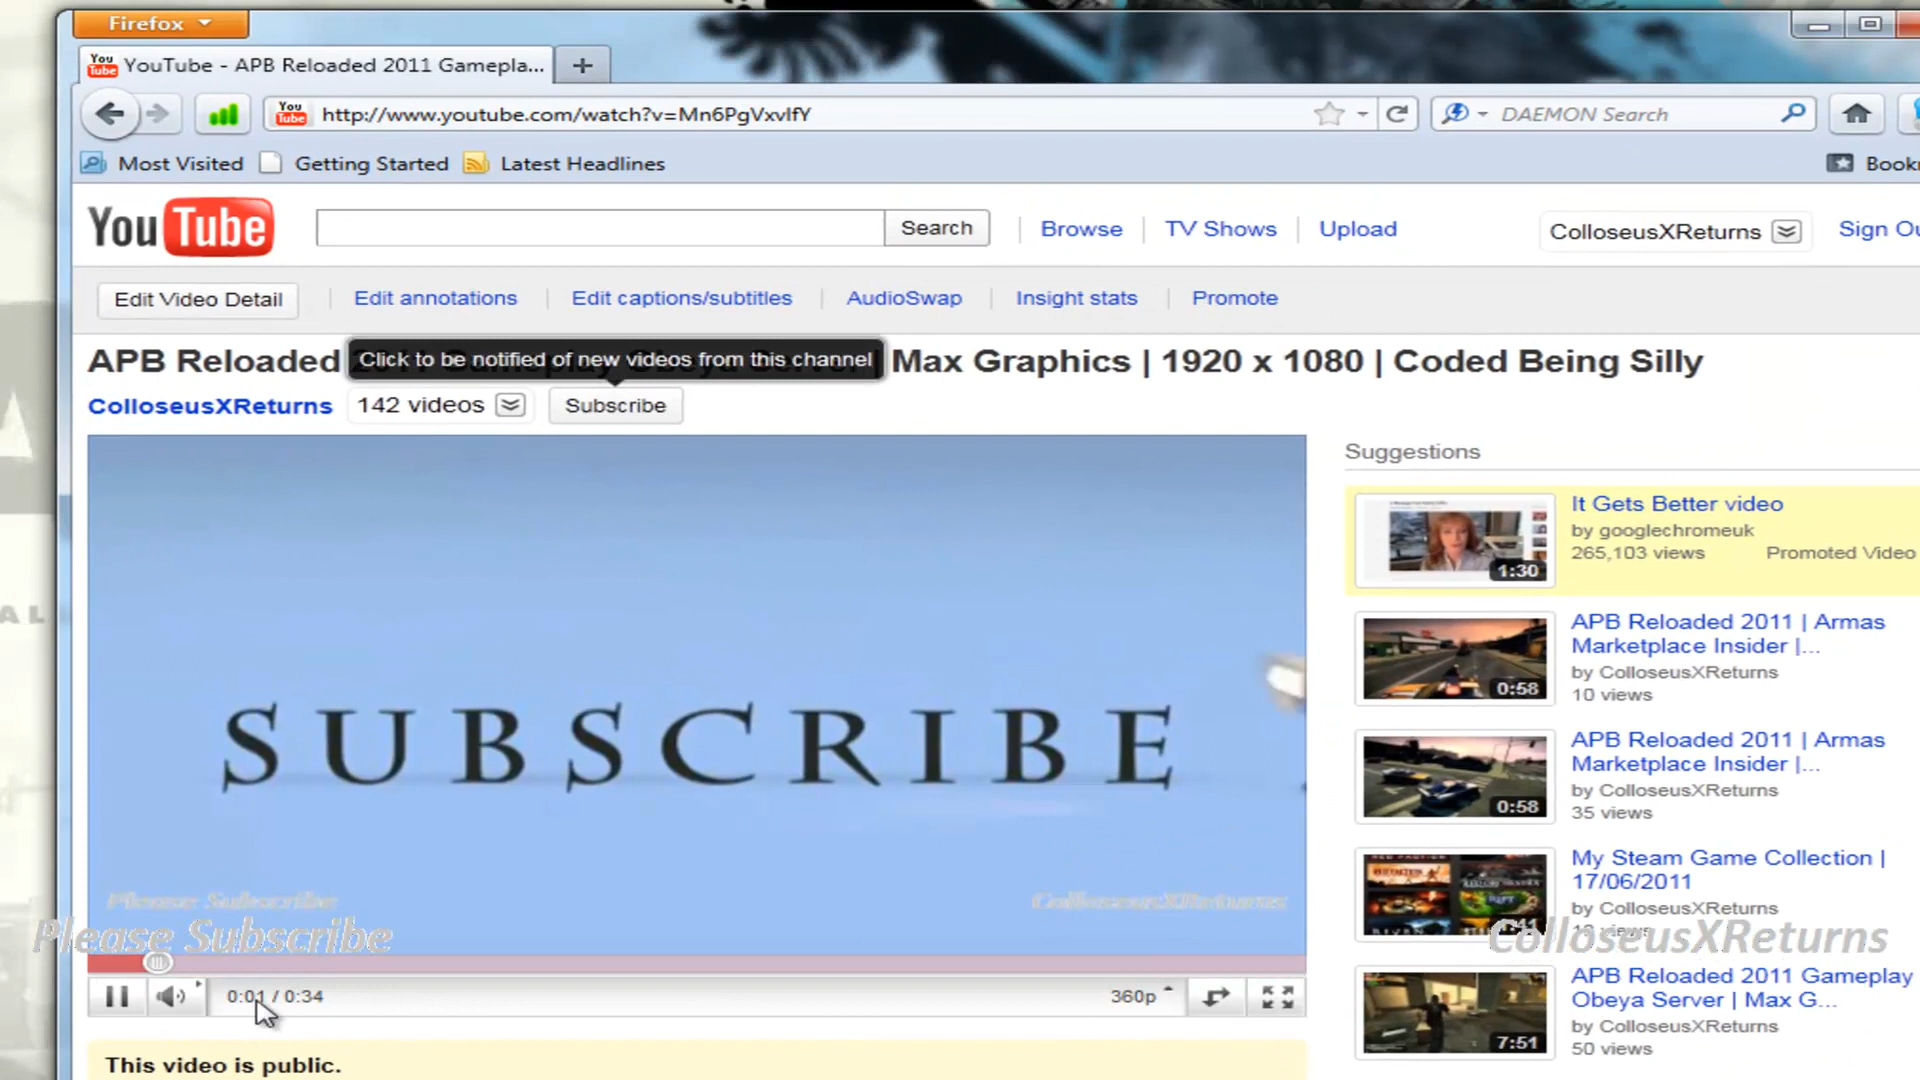 Firefox
You Tube YouTube - APB Reloaded 2011 Gamepla...
You Tube http://www.youtube.com/watch?v=Mn6PgVxvlfY
DAEMON Search
Most Visited Getting Started Latest Headlines
You Tube Search Browse TV Shows Upload ColloseusXReturns
Edit Video Detail Edit annotations Edit captions/subtitles AudioSwap Insight stats Promote
APB Reloaded Max Graphics | 1920 x 1080 | Coded Being Silly
Click to be notified of new videos from this channel
ColloseusXReturns 142 videos Subscribe
SUBSCRIBE
Please Subscribe ColloseusXReturns
Please Subscribe ColloseusXReturns
0:01 / 0:34 360p
This video is public.
Suggestions
It Gets Better video
by googlechromeuk
265,103 views Promoted Video
1:30
APB Reloaded 2011 | Armas
Marketplace Insider |...
by ColloseusXReturns
10 views
0:58
APB Reloaded 2011 | Armas
Marketplace Insider |...
by ColloseusXReturns
35 views
0:58
My Steam Game Collection |
17/06/2011
by ColloseusXReturns
APB Reloaded 2011 Gameplay
Obeya Server | Max G...
by ColloseusXReturns
50 views
7:51